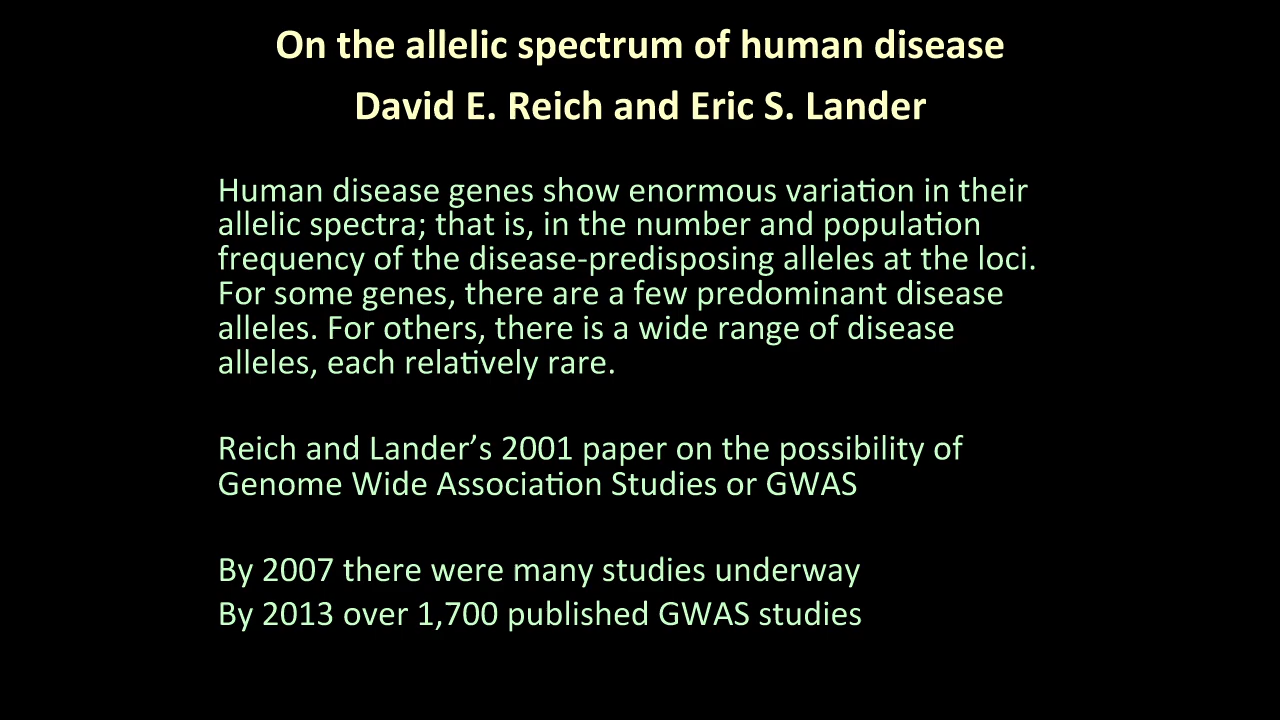 On the allelic spectrum of human disease
David E. Reich and Eric S. Lander
Human disease genes show enormous variation in their
allelic spectra; that is, in the number and population
frequency of the disease-predisposing alleles at the loci.
For some genes, there are a few predominant disease
alleles. For others, there is a wide range of disease
alleles, each relatively rare.
Reich and Lander’s 2001 paper on the possibility of
Genome Wide Association Studies or GWAS
By 2007 there were many studies underway
By 2013 over 1,700 published GWAS studies